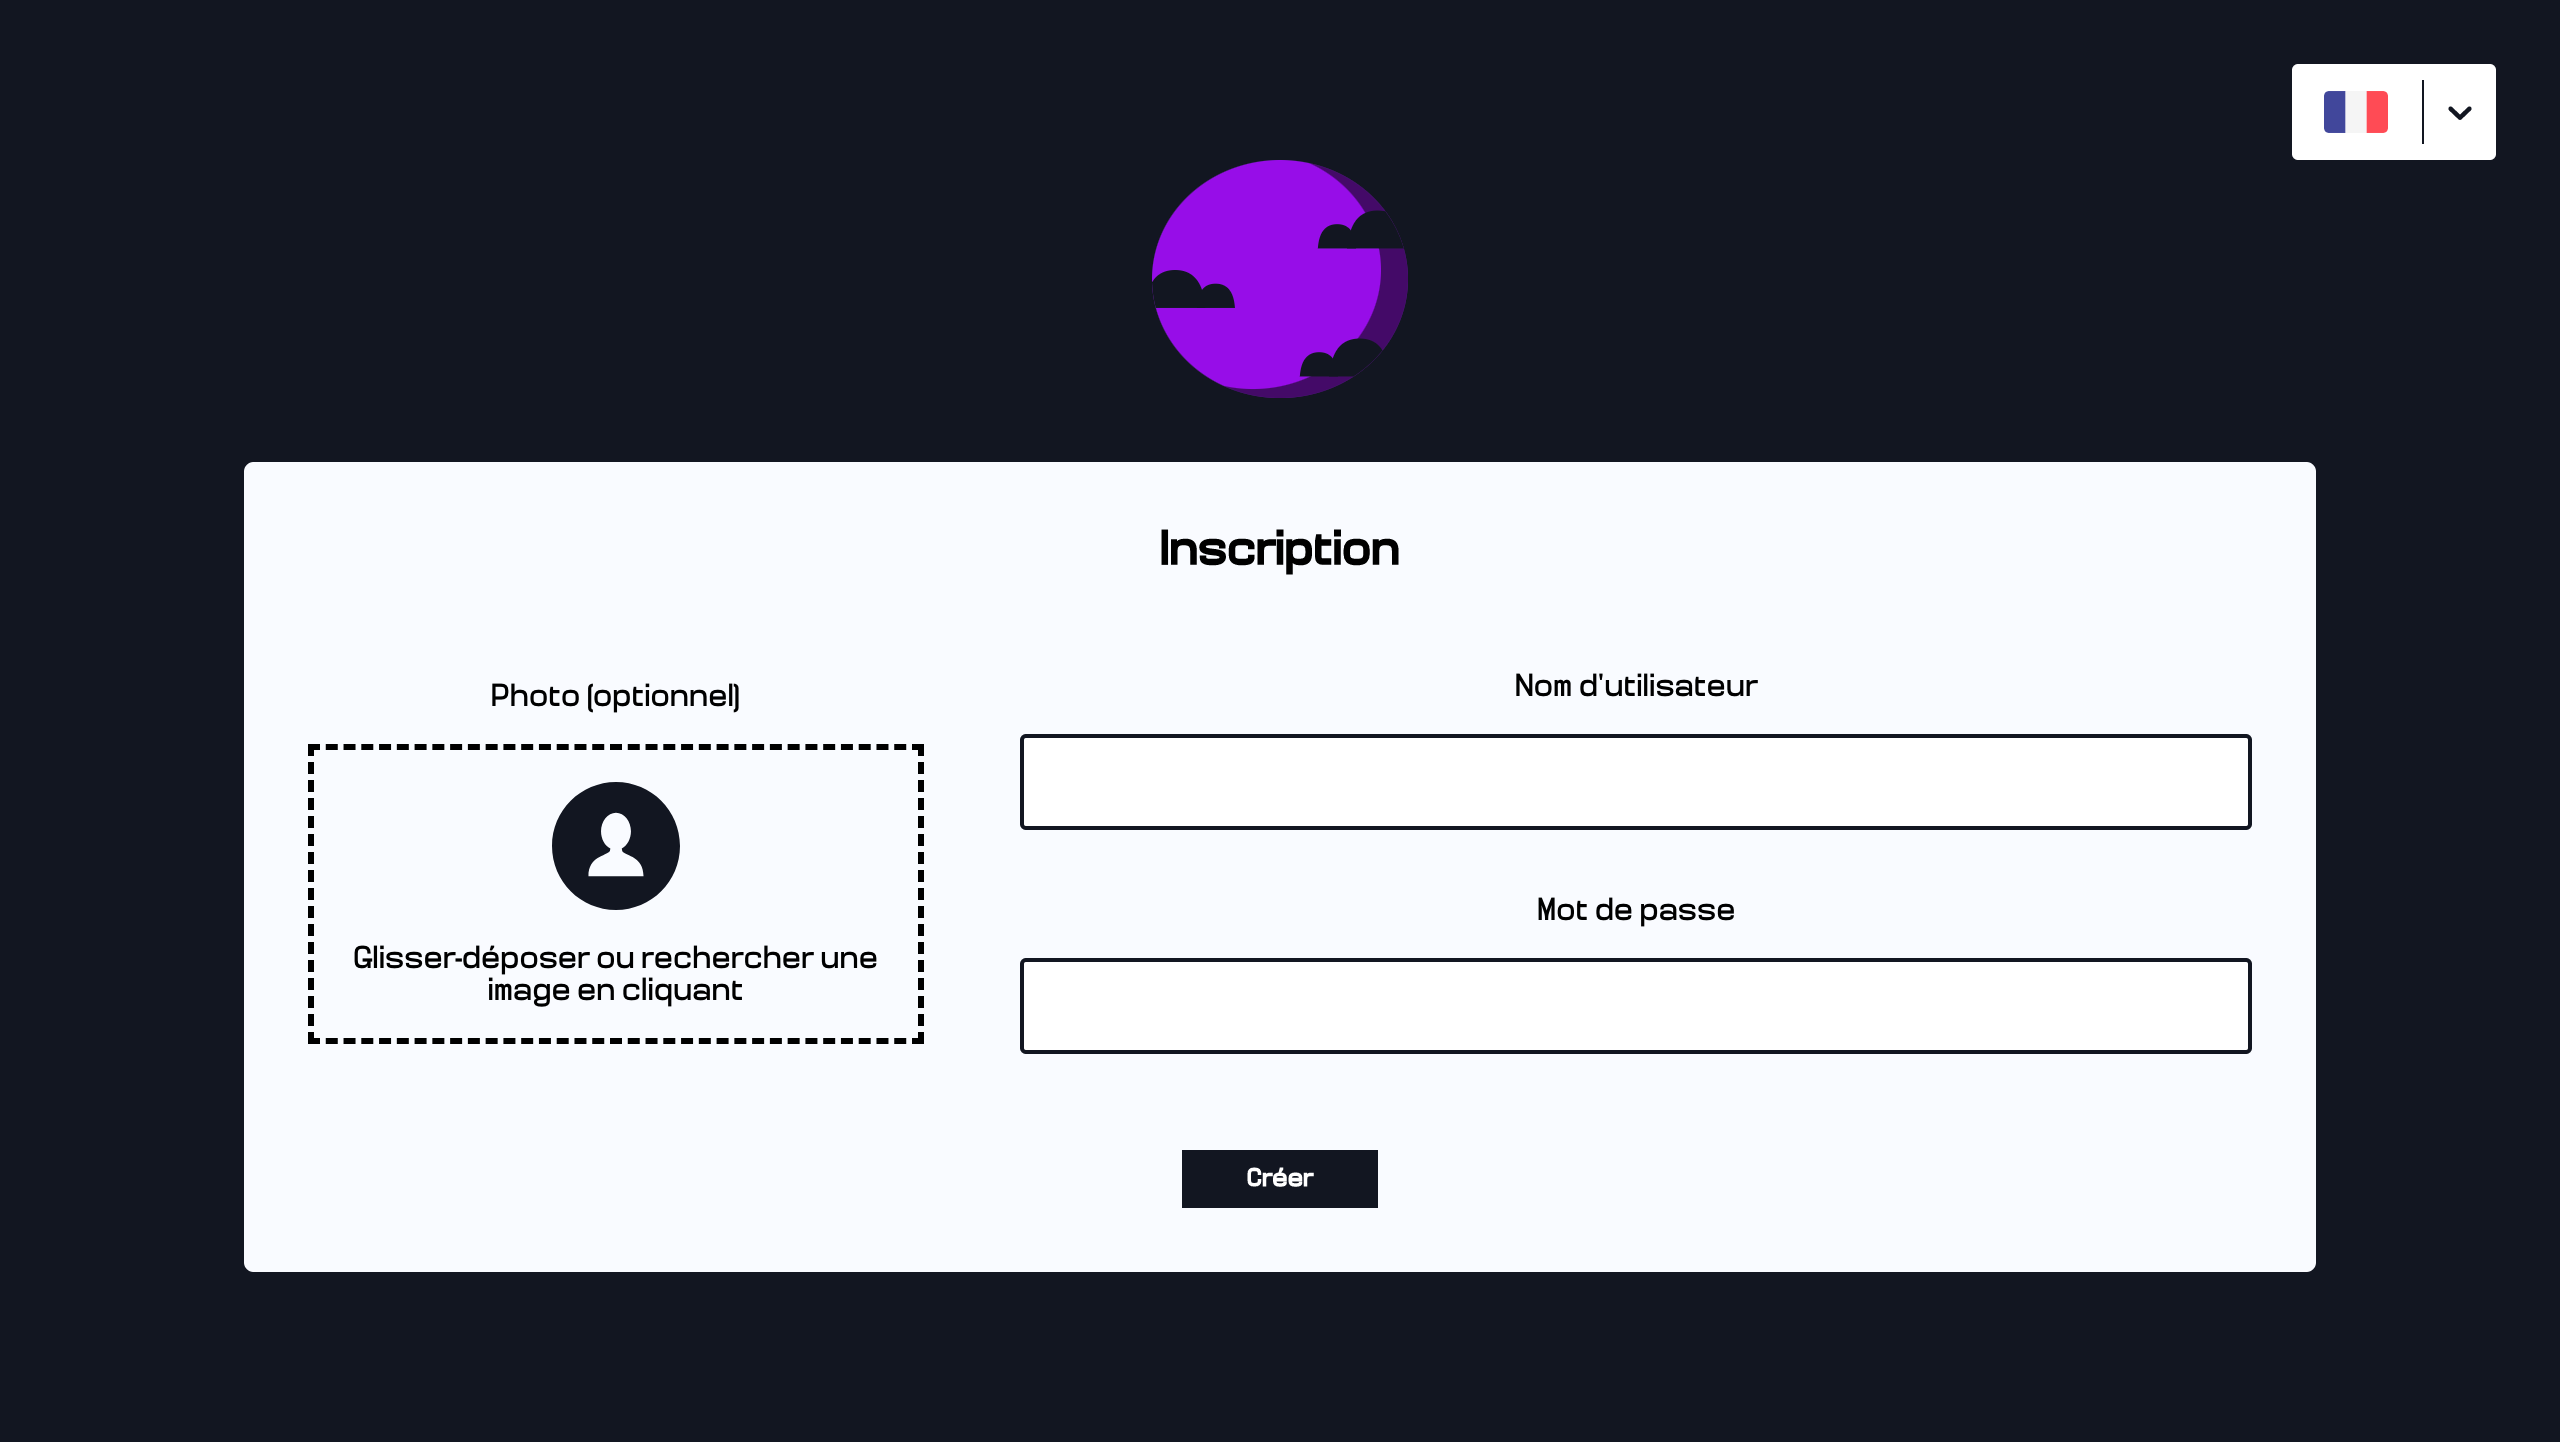 Inscription
Photo (optionnel)
Glisser-déposer ou rechercher une
image en cliquant
Nom d'utilisateur
Mot de passe
Créer